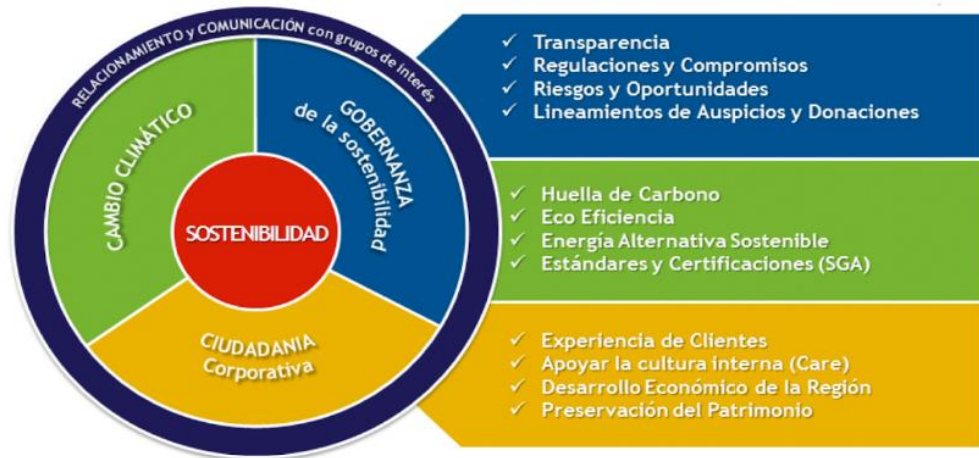 RELACIONAMIENTO y COMUNICACIÓN con grupos de interés
CAMBIO CLIMÁTICO
GOBERNANZA
de la sostenibilidad
SOSTENIBILIDAD
CIUDADANIA
Corporativa
✓ Transparencia
✓ Regulaciones y Compromisos
✓ Riesgos y Oportunidades
✓ Lineamientos de Auspicios y Donaciones
✓ Huella de Carbono
✓ Eco Eficiencia
✓ Energía Alternativa Sostenible
✓ Estándares y Certificaciones (SGA)
✓ Experiencia de Clientes
✓ Apoyar la cultura interna (Care)
✓ Desarrollo Económico de la Región
✓ Preservación del Patrimonio